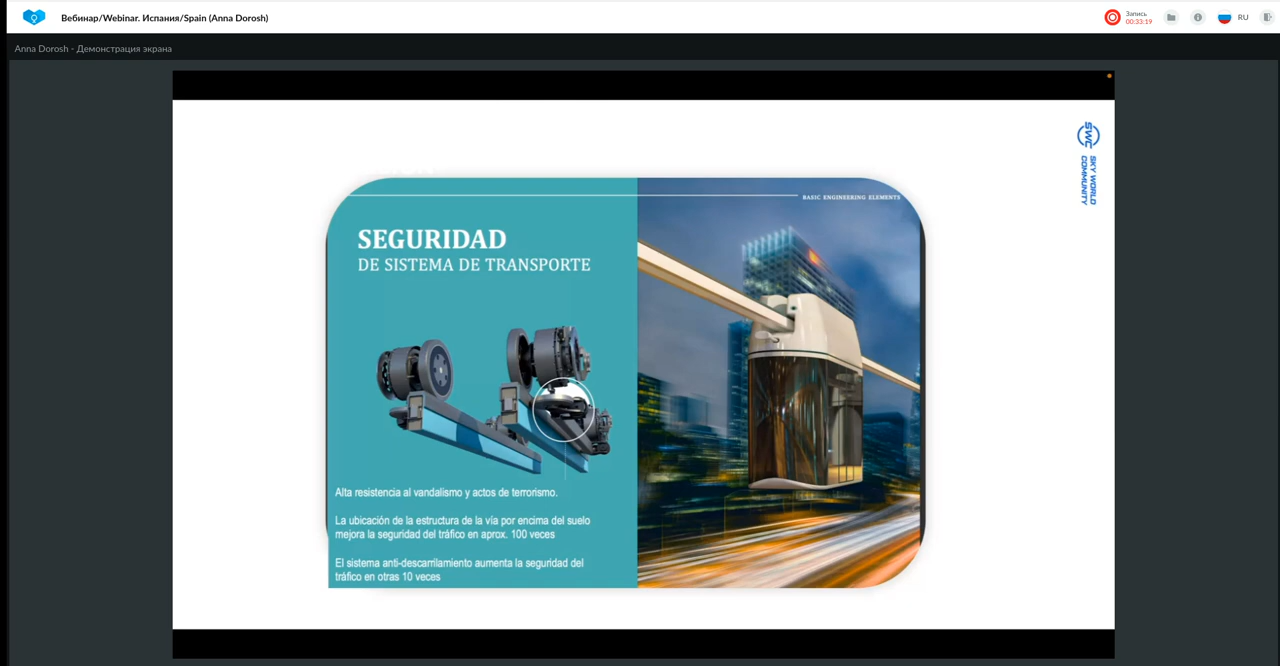 Вебинар/Webinar. Испания/Spain (Anna Dorosh)
Запись
00:33:19
RU
Anna Dorosh - Демонстрация экрана
SWC
SKY WORLD
COMMUNITY
BASIC ENGINEERING ELEMENTS
SEGURIDAD
DE SISTEMA DE TRANSPORTE
Alta resistencia al vandalismo y actos de terrorismo.
La ubicación de la estructura de la vía por encima del suelo
mejora la seguridad del tráfico en aprox. 100 veces
El sistema anti-descarrilamiento aumenta la seguridad del
tráfico en otras 10 veces